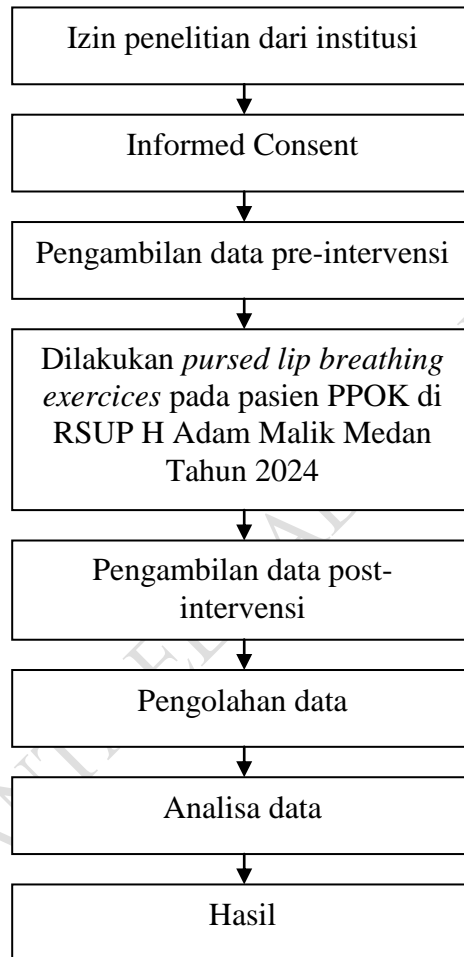 Izin penelitian dari institusi
Informed Consent
Pengambilan data pre-intervensi
Dilakukan pursed lip breathing
exercices pada pasien PPOK di
RSUP H Adam Malik Medan
Tahun 2024
Pengambilan data post-
intervensi
Pengolahan data
Analisa data
Hasil